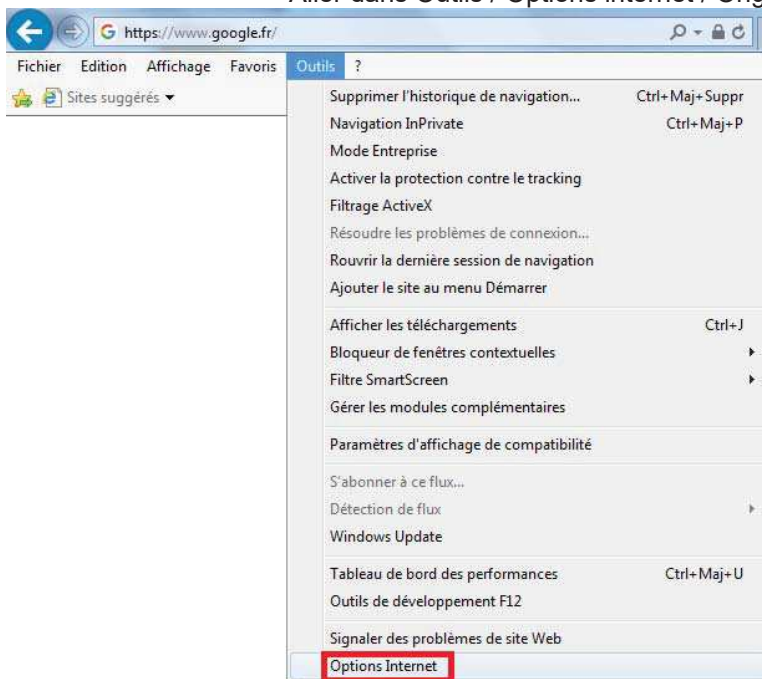 Aller dans Outils / Options Internet /
https://www.google.fr/
Fichier Edition Affichage Favoris Outils ?
Sites suggérés
Supprimer l'historique de navigation... Ctrl+Maj+Suppr
Navigation InPrivate Ctrl+Maj+P
Mode Entreprise
Activer la protection contre le tracking
Filtrage ActiveX
Résoudre les problèmes de connexion...
Rouvrir la dernière session de navigation
Ajouter le site au menu Démarrer
Afficher les téléchargements Ctrl+J
Bloqueur de fenêtres contextuelles
Filtre SmartScreen
Gérer les modules complémentaires
Paramètres d'affichage de compatibilité
S'abonner à ce flux...
Détection de flux
Windows Update
Tableau de bord des performances Ctrl+Maj+U
Outils de développement F12
Signaler des problèmes de site Web
Options Internet